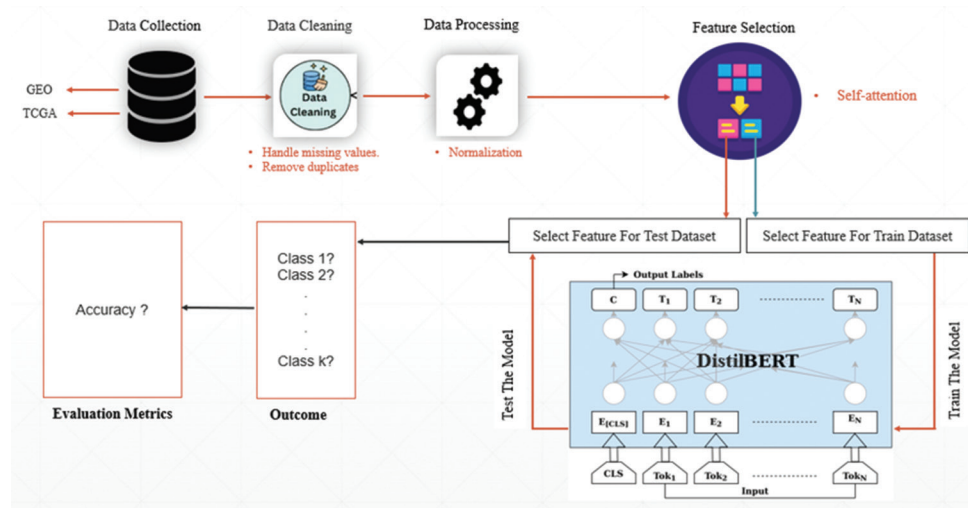 Data Collection
Data Cleaning
Data Processing
Feature Selection
GEO
TCGA
Data
Cleaning
• Self-attention
• Handle missing values.
• Remove duplicates
• Normalization
Select Feature For Test Dataset
Select Feature For Train Dataset
Class 1?
Class 2?
.
.
.
.
Class k?
Accuracy ?
Evaluation Metrics
Outcome
Test The Model
Train The Model
Output Labels
C T₁ T₂ T_N
DistilBERT
E[CLS] E₁ E₂ E_N
CLS Tok₁ Tok₂ Tok_N
Input